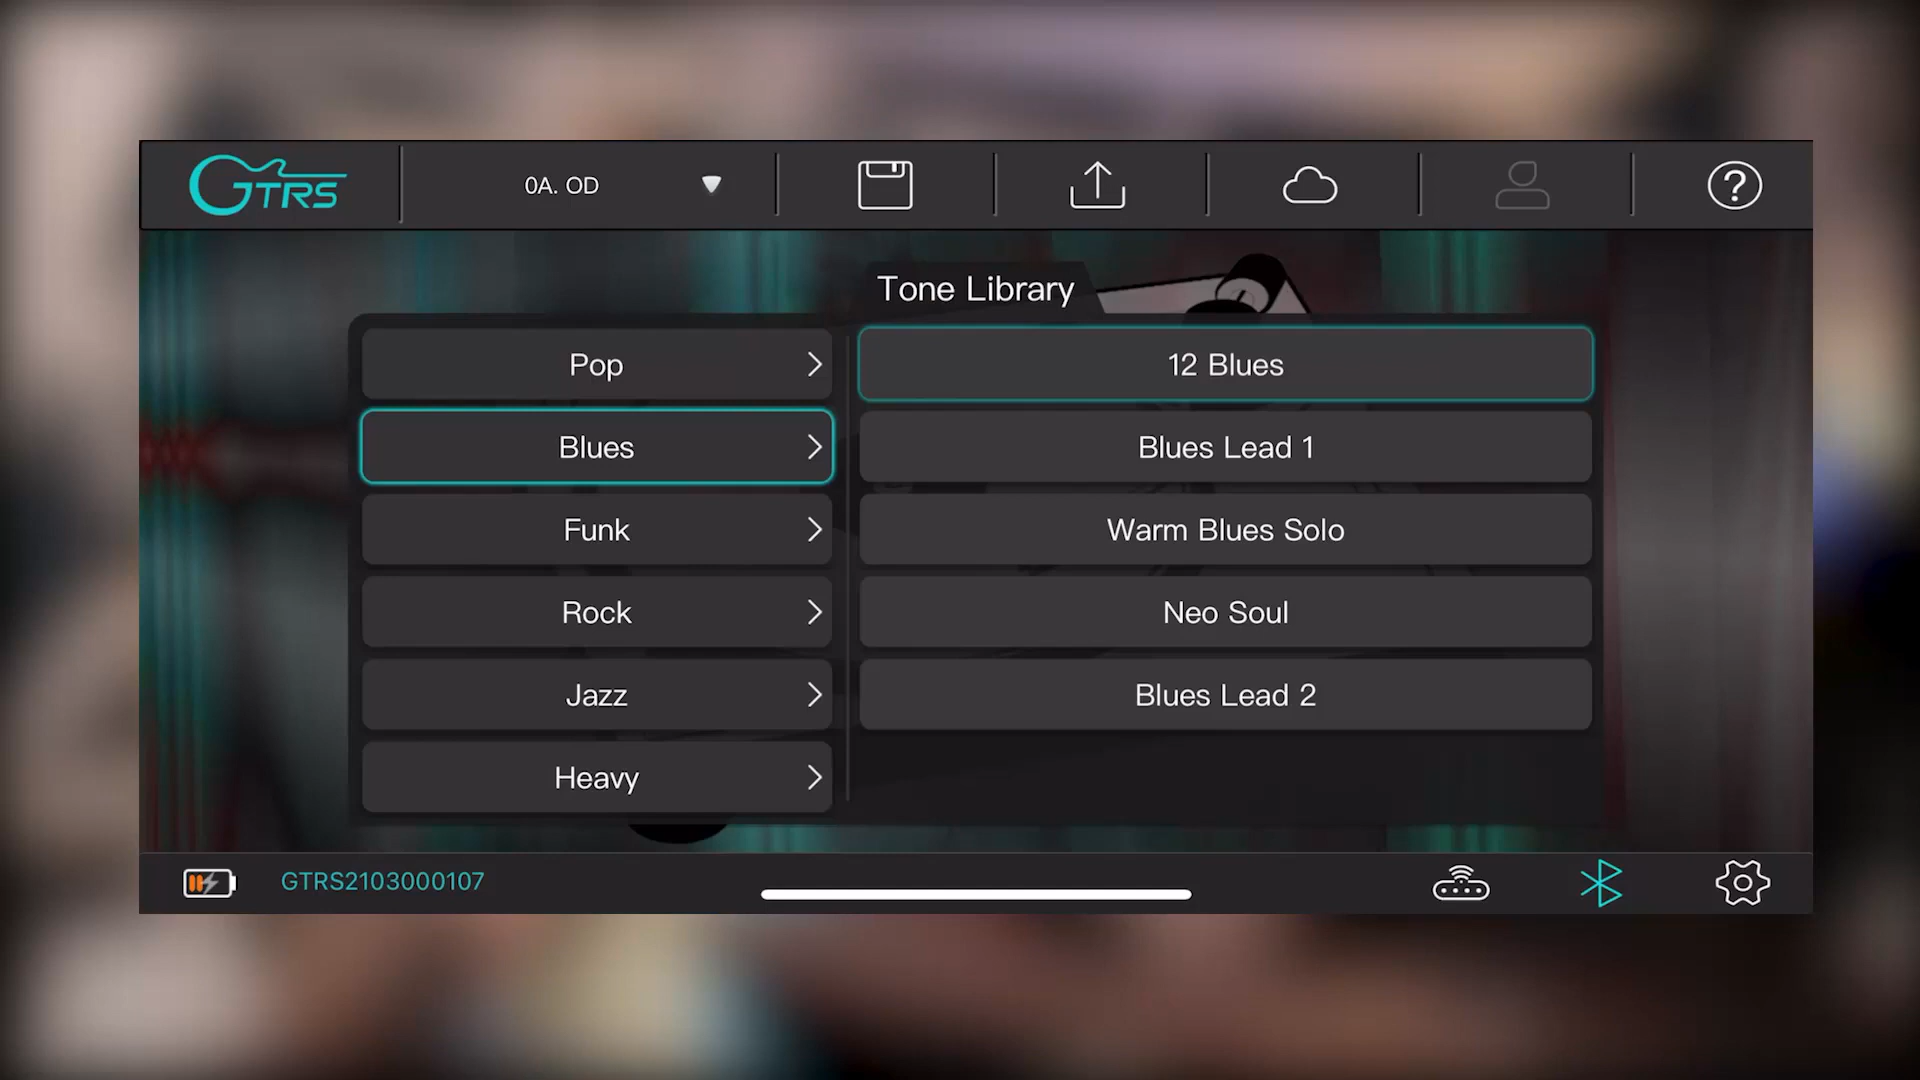 GTRS
0A. OD
?
Tone Library
Pop
Blues
Funk
Rock
Jazz
Heavy
12 Blues
Blues Lead 1
Warm Blues Solo
Neo Soul
Blues Lead 2
GTRS2103000107